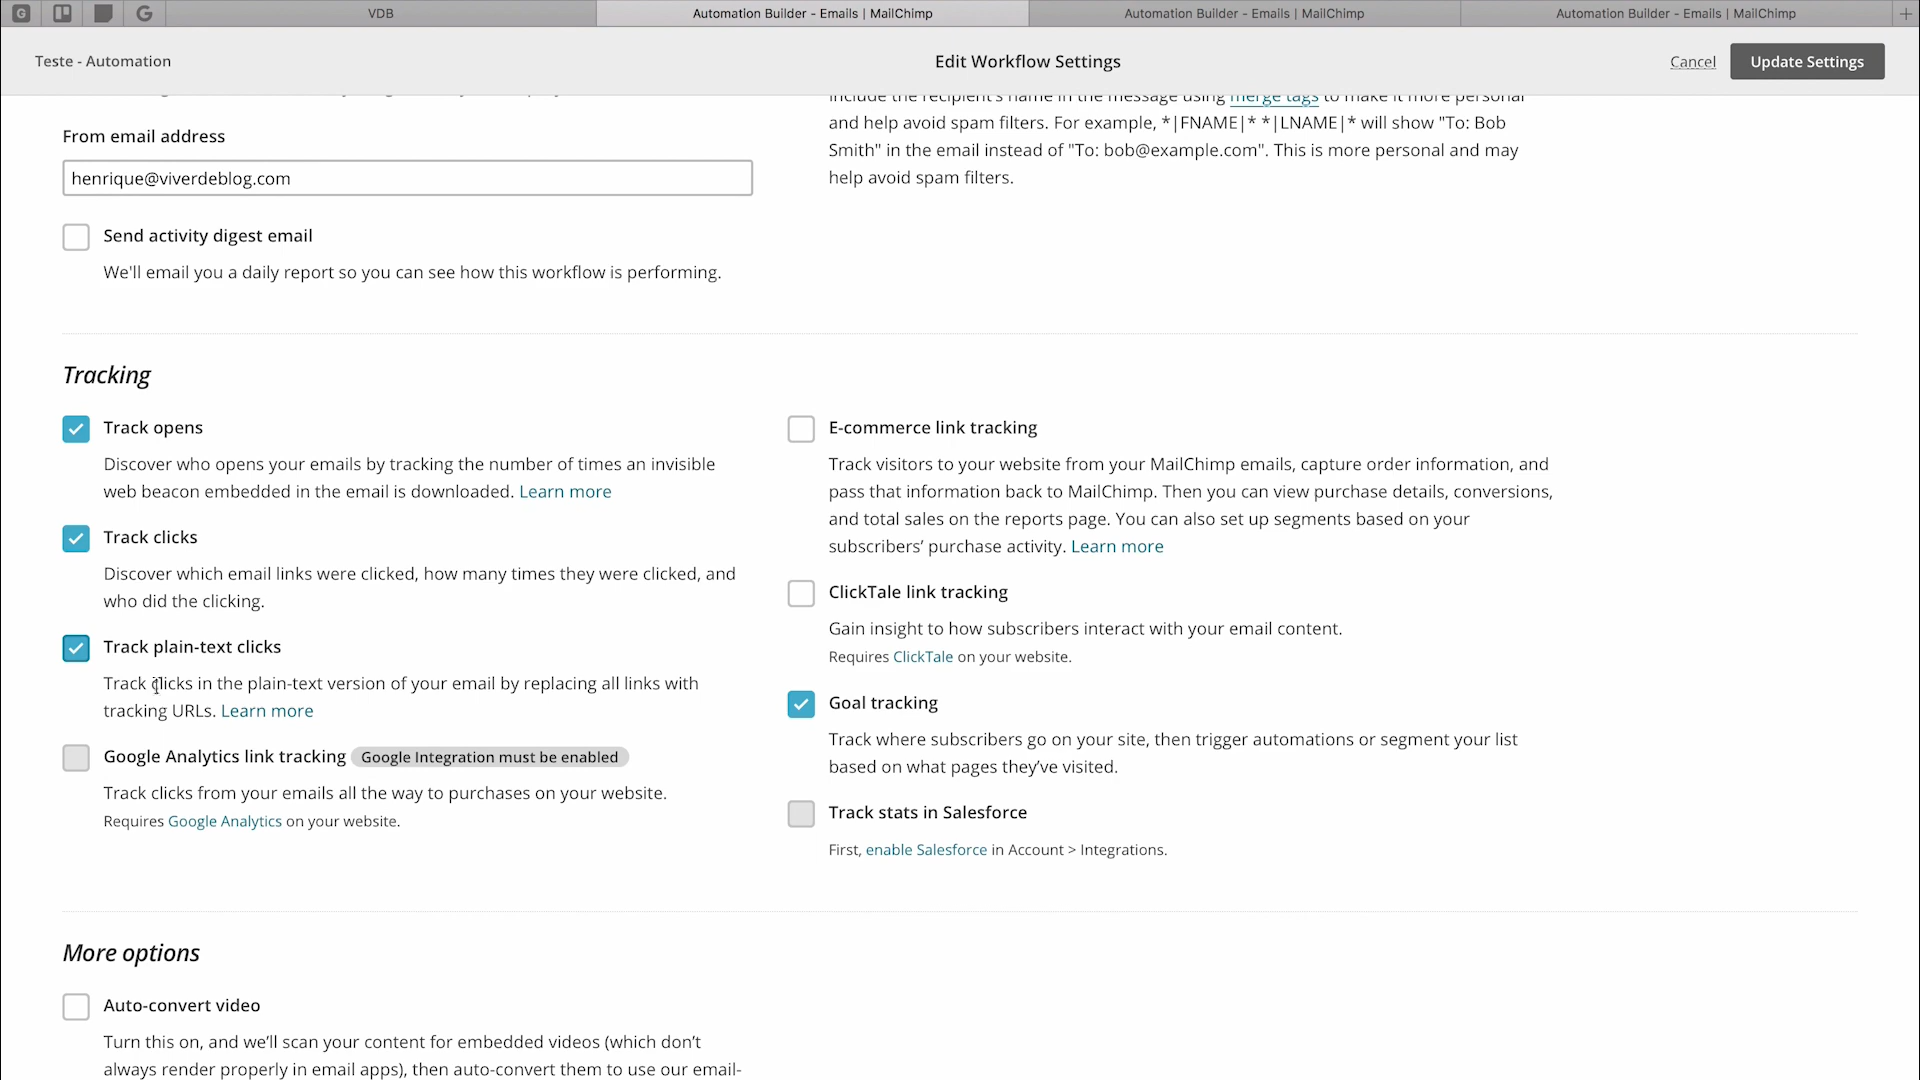 VDB
Automation Builder - Emails | MailChimp
Automation Builder - Emails | MailChimp
Automation Builder - Emails | MailChimp
Teste - Automation
Edit Workflow Settings
Cancel
Update Settings
From email address
henrique@viverdeblog.com
Send activity digest email
We'll email you a daily report so you can see how this workflow is performing.
include the recipient's name in the message using merge tags to make it more personal
and help avoid spam filters. For example, *|FNAME|* *|LNAME|* will show "To: Bob
Smith" in the email instead of "To: bob@example.com". This is more personal and may
help avoid spam filters.
Tracking
Track opens
Discover who opens your emails by tracking the number of times an invisible
web beacon embedded in the email is downloaded. Learn more
Track clicks
Discover which email links were clicked, how many times they were clicked, and
who did the clicking.
Track plain-text clicks
Track clicks in the plain-text version of your email by replacing all links with
tracking URLs. Learn more
Google Analytics link tracking Google Integration must be enabled
Track clicks from your emails all the way to purchases on your website.
Requires Google Analytics on your website.
E-commerce link tracking
Track visitors to your website from your MailChimp emails, capture order information, and
pass that information back to MailChimp. Then you can view purchase details, conversions,
and total sales on the reports page. You can also set up segments based on your
subscribers’ purchase activity. Learn more
ClickTale link tracking
Gain insight to how subscribers interact with your email content.
Requires ClickTale on your website.
Goal tracking
Track where subscribers go on your site, then trigger automations or segment your list
based on what pages they’ve visited.
Track stats in Salesforce
First, enable Salesforce in Account > Integrations.
More options
Auto-convert video
Turn this on, and we’ll scan your content for embedded videos (which don’t
always render properly in email apps), then auto-convert them to use our email-